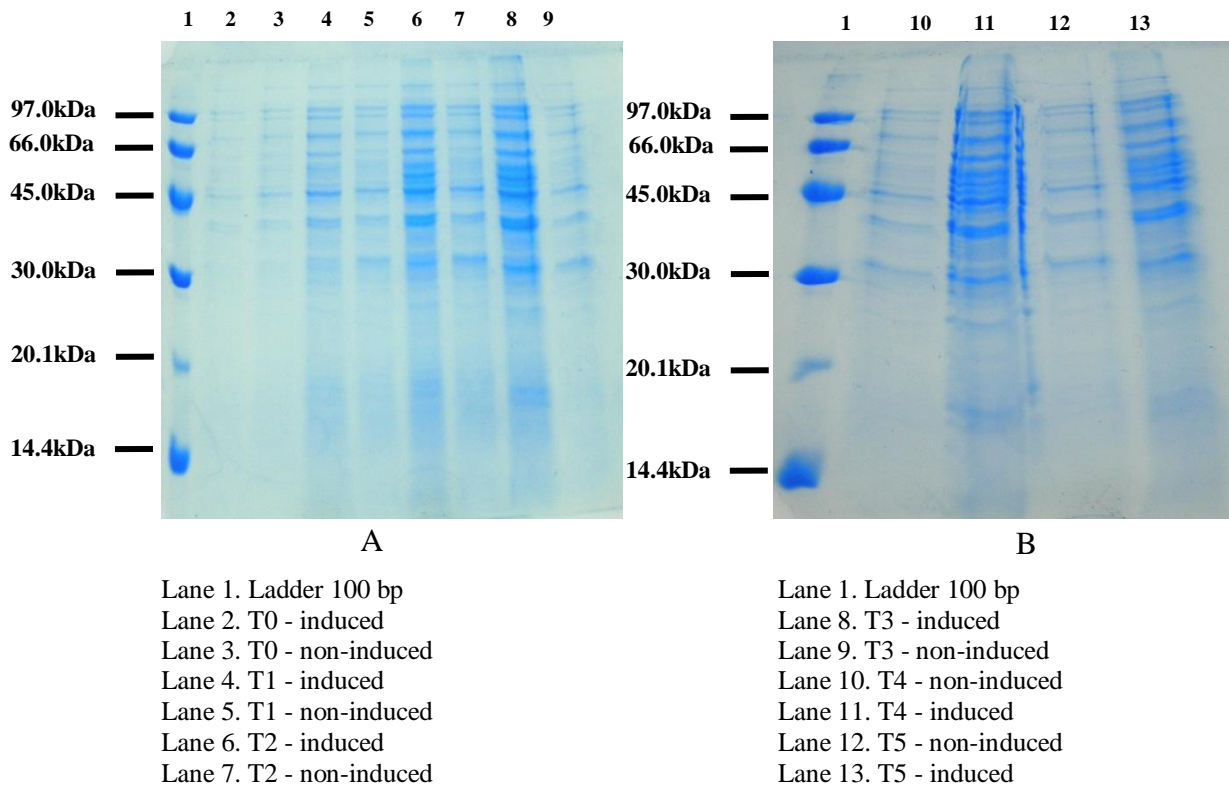 1 2 3 4 5 6 7 8 9
97.0kDa
66.0kDa
45.0kDa
30.0kDa
20.1kDa
14.4kDa
A
Lane 1. Ladder 100 bp
Lane 2. T0 - induced
Lane 3. T0 - non-induced
Lane 4. T1 - induced
Lane 5. T1 - non-induced
Lane 6. T2 - induced
Lane 7. T2 - non-induced
1 10 11 12 13
97.0kDa
66.0kDa
45.0kDa
30.0kDa
20.1kDa
14.4kDa
B
Lane 1. Ladder 100 bp
Lane 8. T3 - induced
Lane 9. T3 - non-induced
Lane 10. T4 - non-induced
Lane 11. T4 - induced
Lane 12. T5 - non-induced
Lane 13. T5 - induced